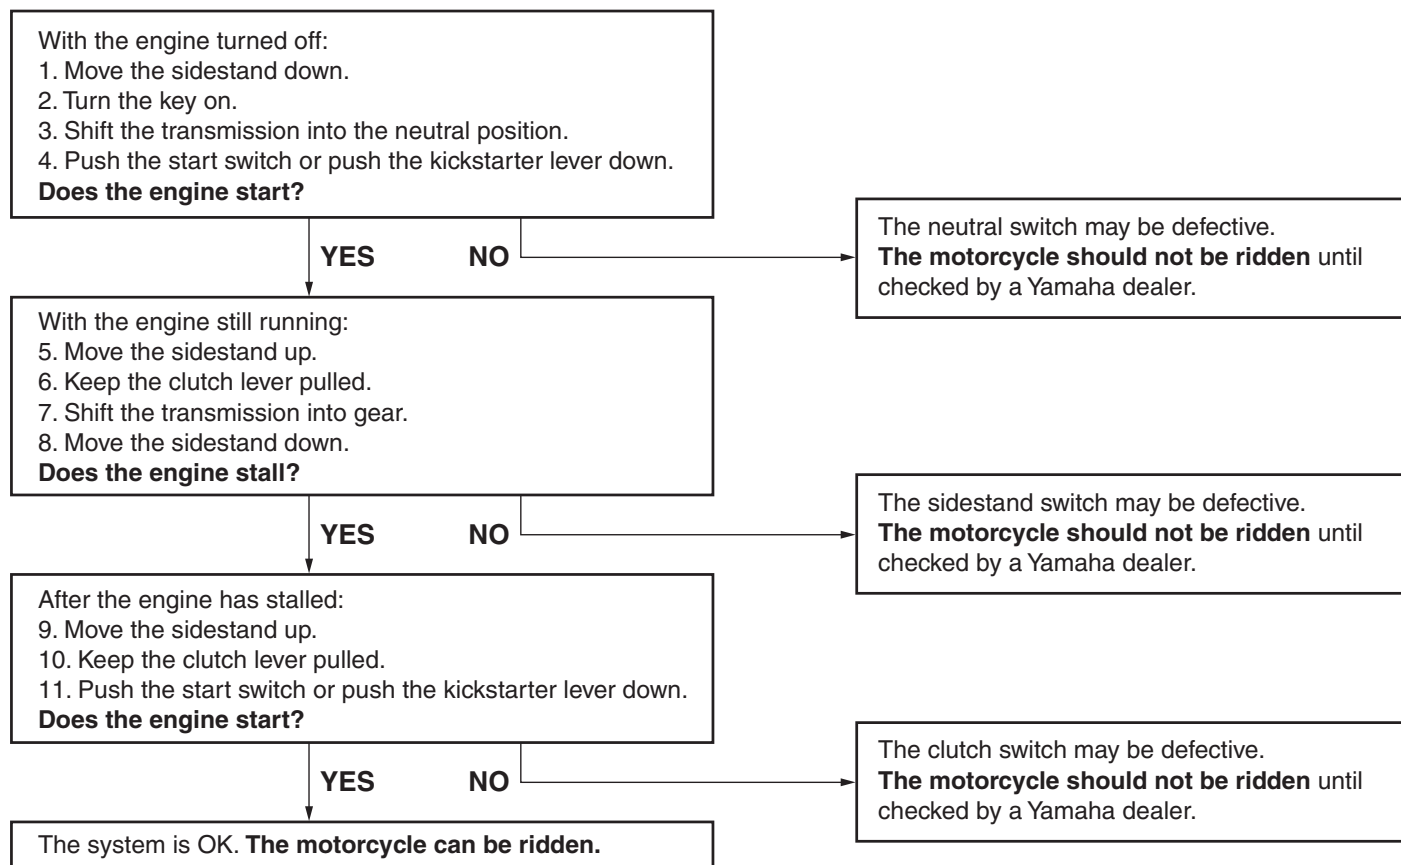 With the engine turned off:
1. Move the sidestand down.
2. Turn the key on.
3. Shift the transmission into the neutral position.
4. Push the start switch or push the kickstarter lever down.
Does the engine start?
YES
NO
The neutral switch may be defective.
The motorcycle should not be ridden until
checked by a Yamaha dealer.
With the engine still running:
5. Move the sidestand up.
6. Keep the clutch lever pulled.
7. Shift the transmission into gear.
8. Move the sidestand down.
Does the engine stall?
YES
NO
The sidestand switch may be defective.
The motorcycle should not be ridden until
checked by a Yamaha dealer.
After the engine has stalled:
9. Move the sidestand up.
10. Keep the clutch lever pulled.
11. Push the start switch or push the kickstarter lever down.
Does the engine start?
YES
NO
The clutch switch may be defective.
The motorcycle should not be ridden until
checked by a Yamaha dealer.
The system is OK. The motorcycle can be ridden.